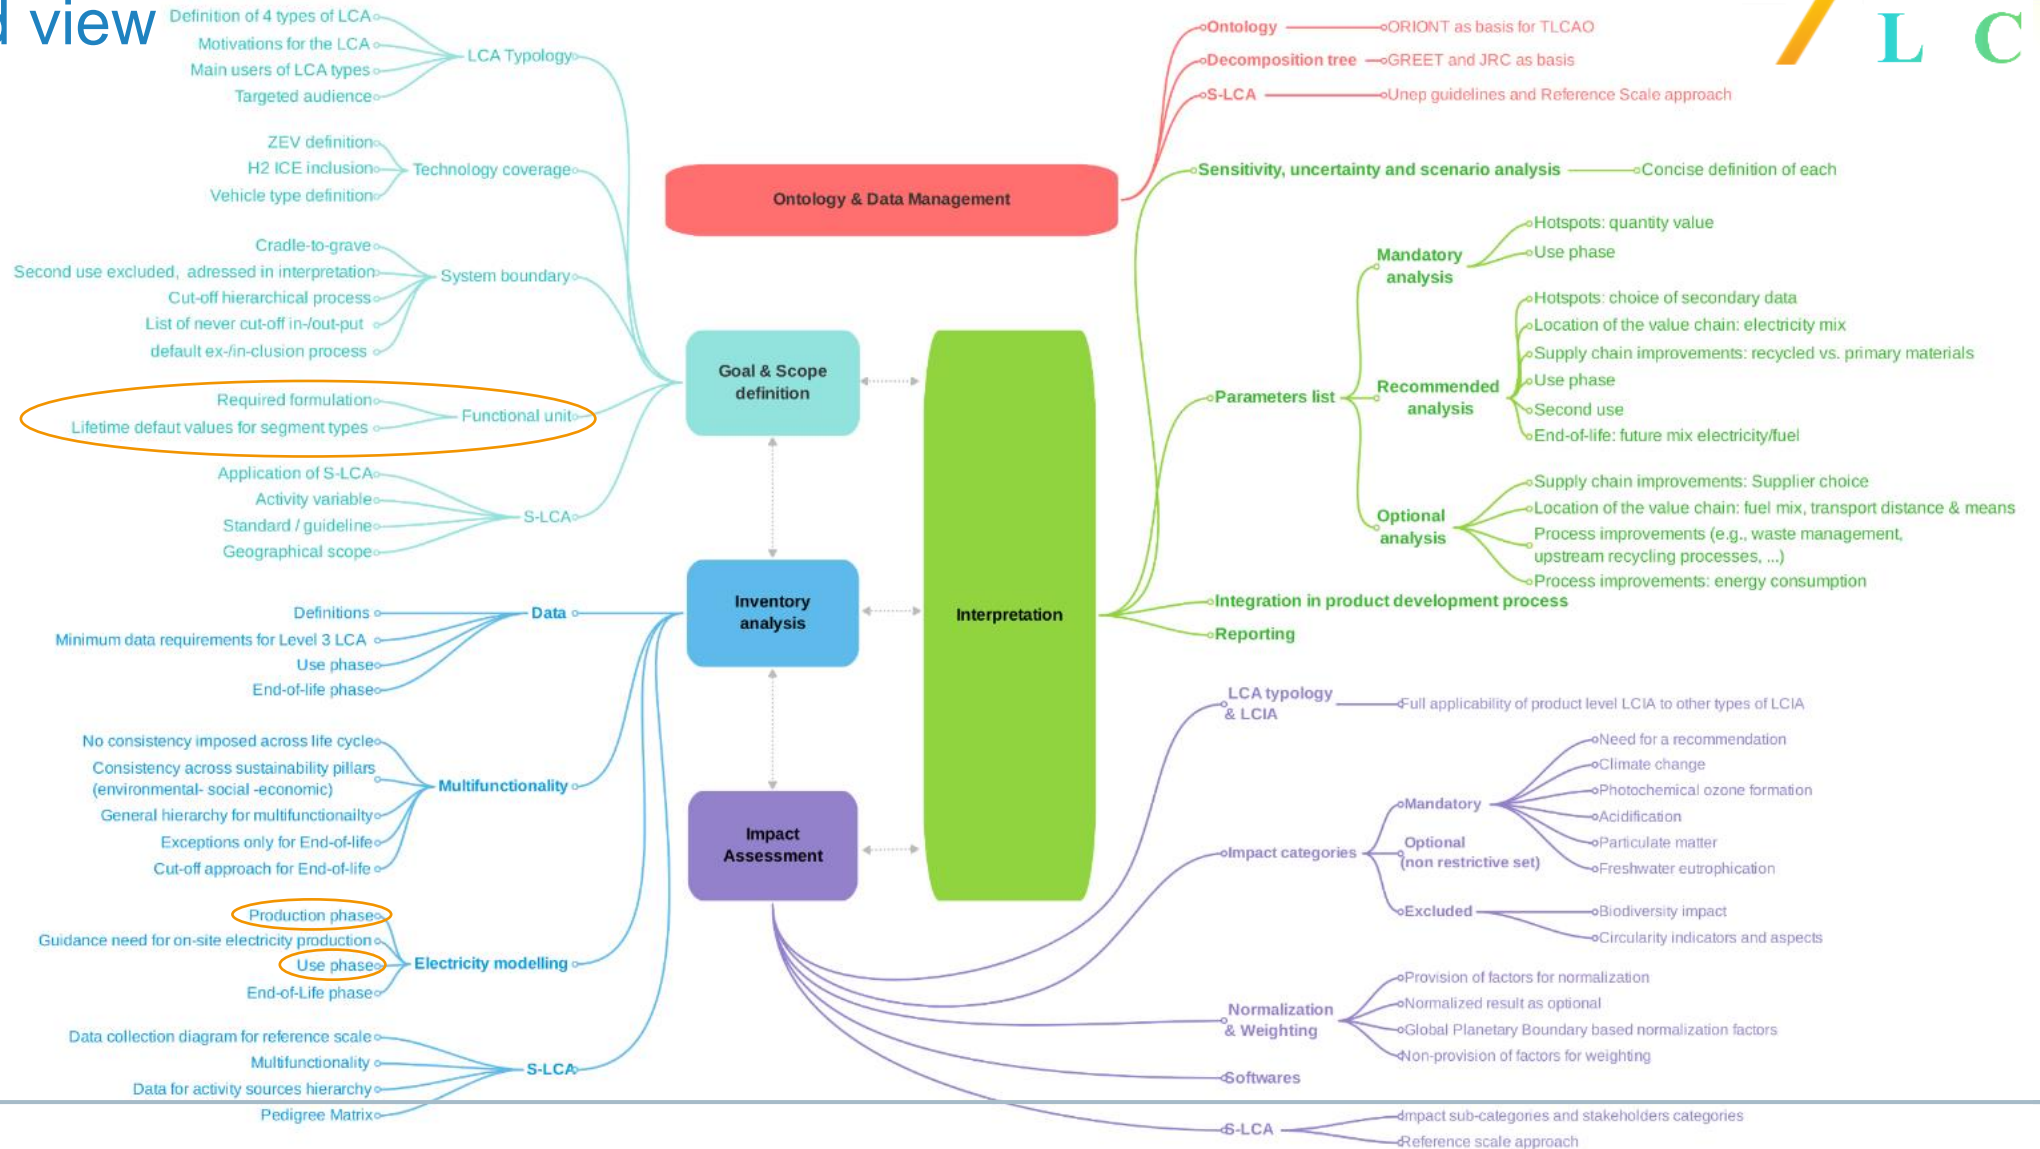 d view
L C
Definition of 4 types of LCA
Motivations for the LCA
Main users of LCA types
Targeted audience
LCA Typology
ZEV definition
H2 ICE inclusion
Vehicle type definition
Technology coverage
Cradle-to-grave
Second use excluded, adressed in interpretation
Cut-off hierarchical process
List of never cut-off in-/out-put
default ex-/in-clusion process
System boundary
Required formulation
Lifetime defaut values for segment types
Functional unit
Application of S-LCA
Activity variable
Standard / guideline
Geographical scope
S-LCA
Goal & Scope
definition
Definitions
Minimum data requirements for Level 3 LCA
Use phase
End-of-life phase
Data
No consistency imposed across life cycle
Consistency across sustainability pillars
(environmental- social -economic)
General hierarchy for multifunctionailty
Exceptions only for End-of-life
Cut-off approach for End-of-life
Multifunctionality
Production phase
Guidance need for on-site electricity production
Use phase
End-of-Life phase
Electricity modelling
Data collection diagram for reference scale
Multifunctionality
Data for activity sources hierarchy
Pedigree Matrix
S-LCA
Inventory
analysis
Impact
Assessment
Interpretation
Ontology & Data Management
Ontology
ORIONT as basis for TLCAO
Decomposition tree
GREET and JRC as basis
S-LCA
Unep guidelines and Reference Scale approach
Sensitivity, uncertainty and scenario analysis
Concise definition of each
Parameters list
Mandatory
analysis
Hotspots: quantity value
Use phase
Recommended
analysis
Hotspots: choice of secondary data
Location of the value chain: electricity mix
Supply chain improvements: recycled vs. primary materials
Use phase
Second use
End-of-life: future mix electricity/fuel
Optional
analysis
Supply chain improvements: Supplier choice
Location of the value chain: fuel mix, transport distance & means
Process improvements (e.g., waste management,
upstream recycling processes, ...)
Process improvements: energy consumption
Integration in product development process
Reporting
LCA typology
& LCIA
Full applicability of product level LCIA to other types of LCIA
Impact categories
Mandatory
Need for a recommendation
Climate change
Photochemical ozone formation
Acidification
Particulate matter
Freshwater eutrophication
Optional
(non restrictive set)
Excluded
Biodiversity impact
Circularity indicators and aspects
Normalization
& Weighting
Provision of factors for normalization
Normalized result as optional
Global Planetary Boundary based normalization factors
Non-provision of factors for weighting
Softwares
S-LCA
Impact sub-categories and stakeholders categories
Reference scale approach